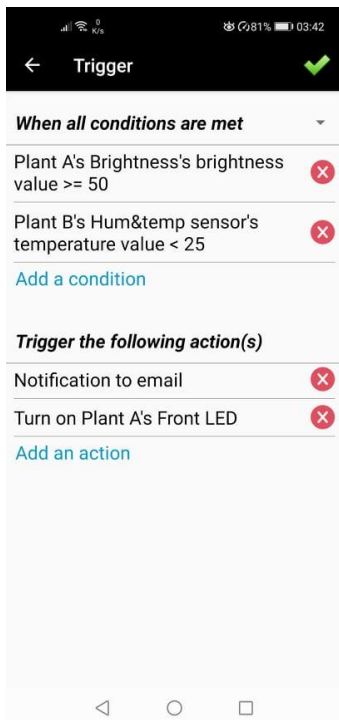 0 K/s 81% 03:42
Trigger
When all conditions are met
Plant A's Brightness's brightness
value >= 50
Plant B's Hum&temp sensor's
temperature value < 25
Add a condition
Trigger the following action(s)
Notification to email
Turn on Plant A's Front LED
Add an action